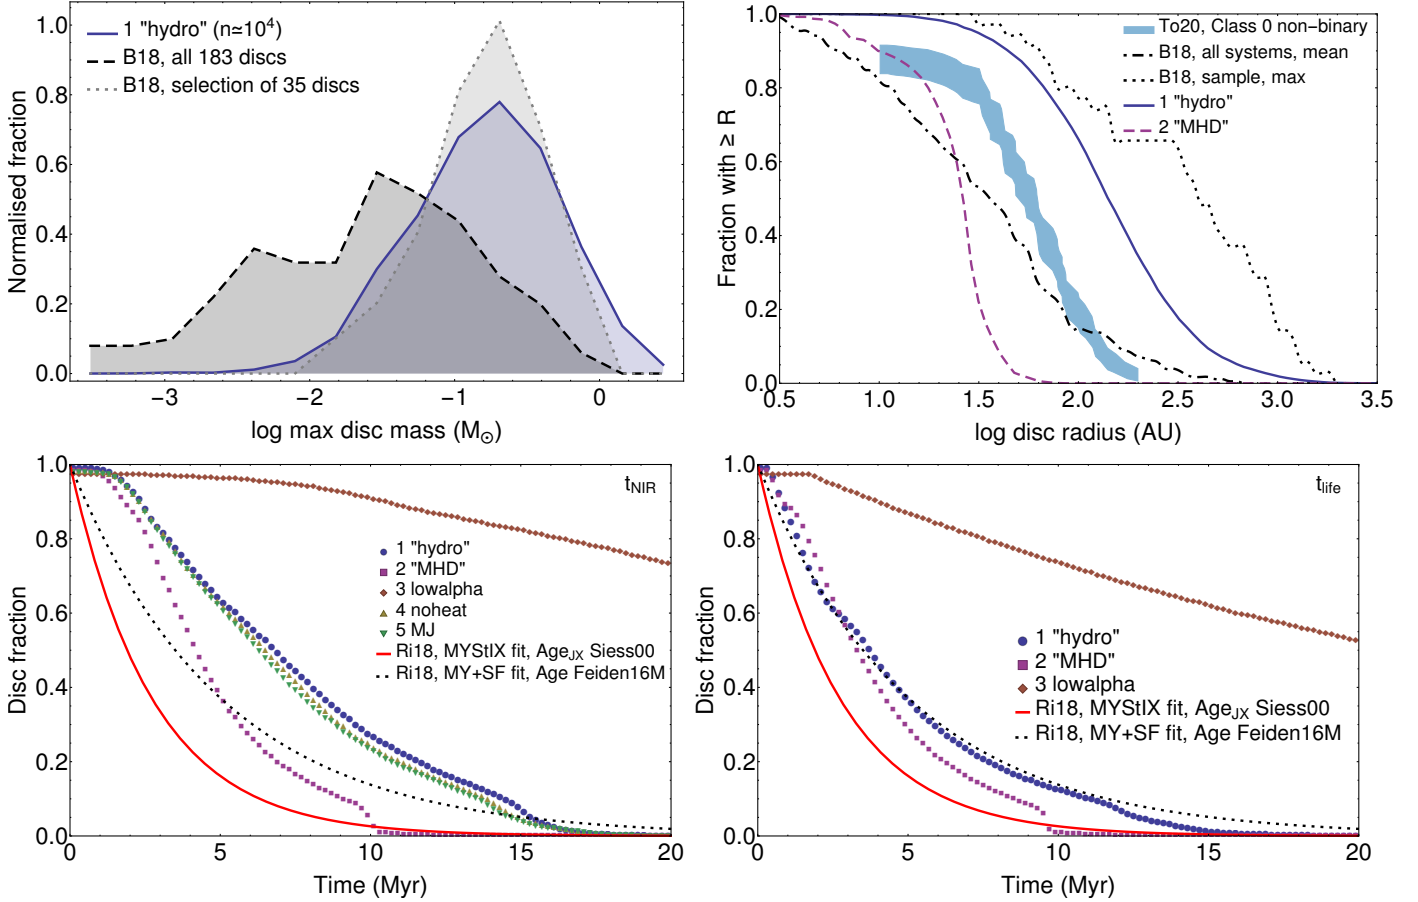 1 "hydro" (n≃10⁴)
B18, all 183 discs
B18, selection of 35 discs
Normalised fraction
1.0
0.8
0.6
0.4
0.2
0.0
−3
−2
−1
0
log max disc mass (M⊙)
To20, Class 0 non-binary
B18, all systems, mean
B18, sample, max
1 "hydro"
2 "MHD"
Fraction with ≥ R
1.0
0.8
0.6
0.4
0.2
0.0
0.5
1.0
1.5
2.0
2.5
3.0
3.5
log disc radius (AU)
t_NIR
1 "hydro"
2 "MHD"
3 lowalpha
4 noheat
5 MJ
Ri18, MYStIX fit, Age_JX Siess00
Ri18, MY+SF fit, Age Feiden16M
Disc fraction
1.0
0.8
0.6
0.4
0.2
0.0
0
5
10
15
20
Time (Myr)
t_life
1 "hydro"
2 "MHD"
3 lowalpha
Ri18, MYStIX fit, Age_JX Siess00
Ri18, MY+SF fit, Age Feiden16M
Disc fraction
1.0
0.8
0.6
0.4
0.2
0.0
0
5
10
15
20
Time (Myr)